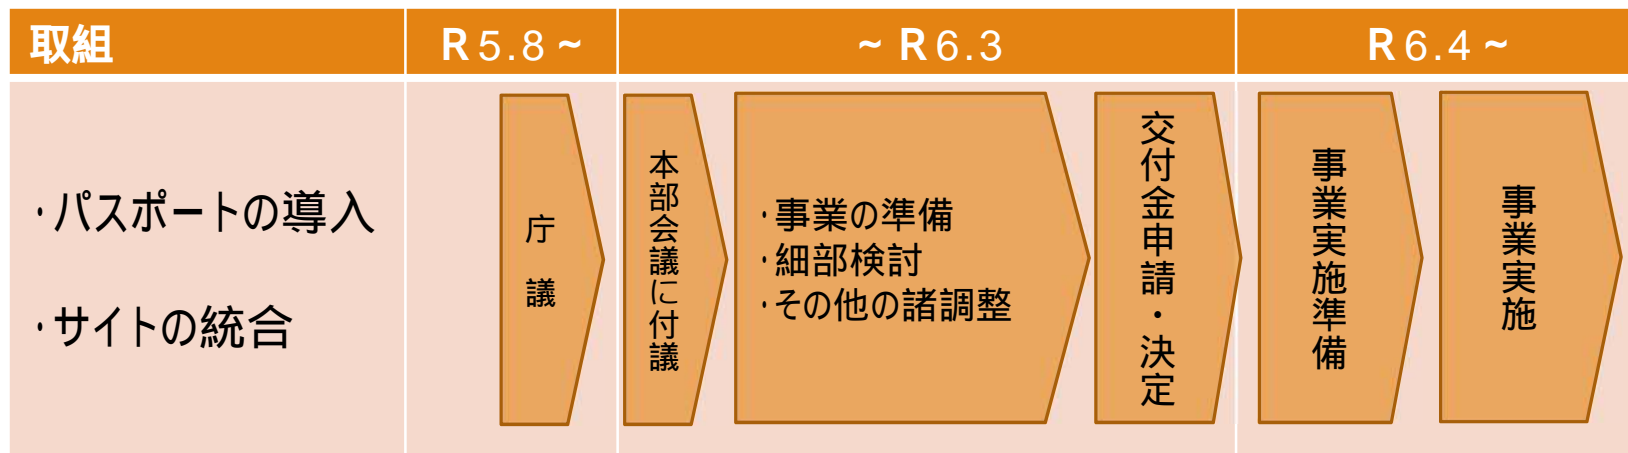 取組
R5.8~
~R6.3
R6.4~
・パスポートの導入
・サイトの統合
庁議
本部会議に付議
・事業の準備
・細部検討
・その他の諸調整
交付金申請・決定
事業実施準備
事業実施